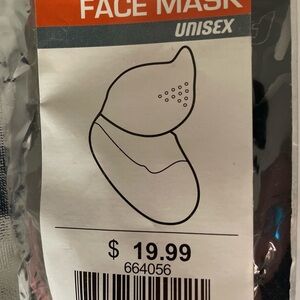 FACE MASK
UNISEX
$ 19.99
664056